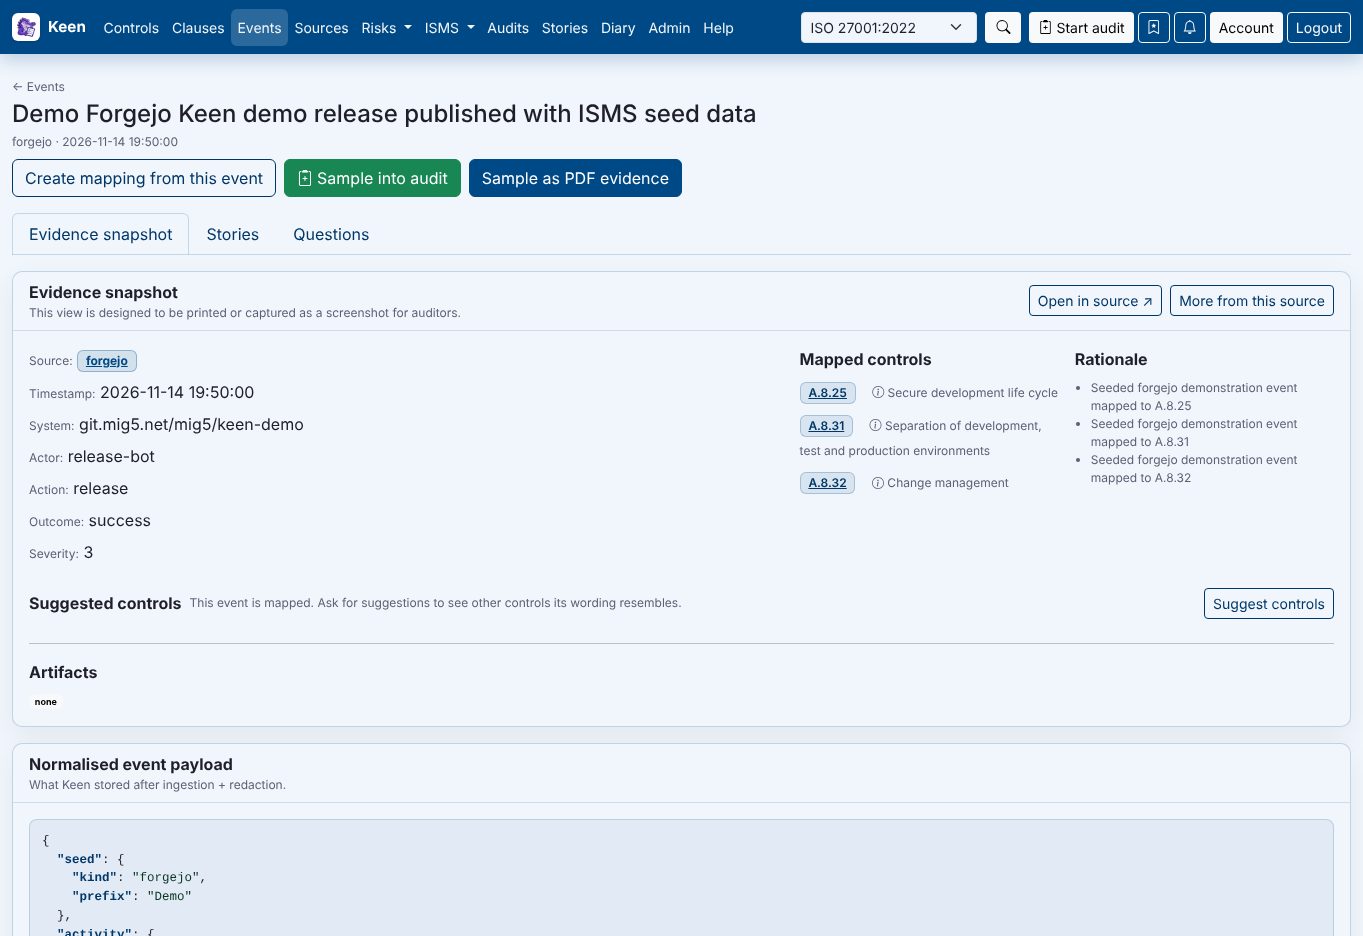 Keen Controls Clauses Events Sources Risks ISMS Audits Stories Diary Admin Help ISO 27001:2022 Start audit Account Logout
← Events
Demo Forgejo Keen demo release published with ISMS seed data
forgejo · 2026-11-14 19:50:00
Create mapping from this event Sample into audit Sample as PDF evidence
Evidence snapshot Stories Questions
Evidence snapshot
This view is designed to be printed or captured as a screenshot for auditors.
Open in source ↗ More from this source
Source: forgejo
Timestamp: 2026-11-14 19:50:00
System: git.mig5.net/mig5/keen-demo
Actor: release-bot
Action: release
Outcome: success
Severity: 3
Mapped controls
A.8.25 Secure development life cycle
A.8.31 Separation of development,
test and production environments
A.8.32 Change management
Rationale
• Seeded forgejo demonstration event
mapped to A.8.25
• Seeded forgejo demonstration event
mapped to A.8.31
• Seeded forgejo demonstration event
mapped to A.8.32
Suggested controls This event is mapped. Ask for suggestions to see other controls its wording resembles. Suggest controls
Artifacts
none
Normalised event payload
What Keen stored after ingestion + redaction.
{
"seed": {
"kind": "forgejo",
"prefix": "Demo"
},
"activity": {